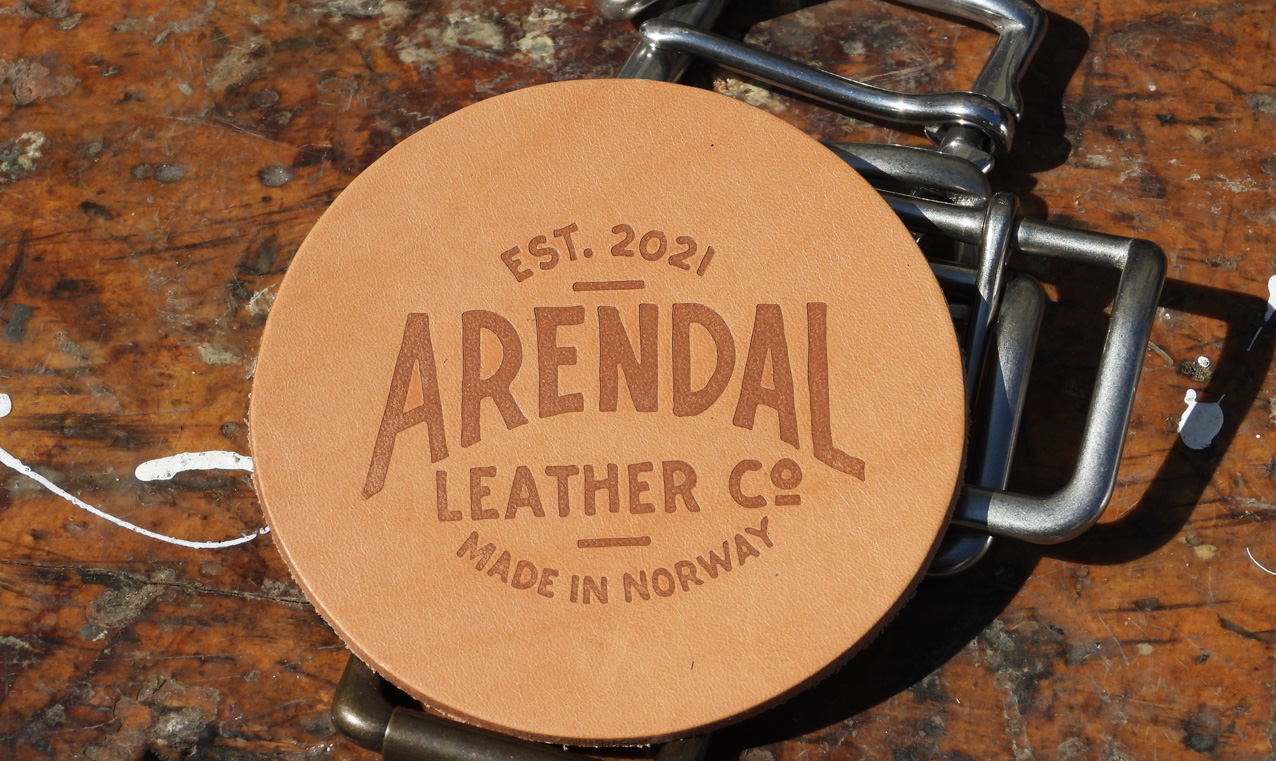 EST. 2021
ARENDAL
LEATHER Cº
MADE IN NORWAY